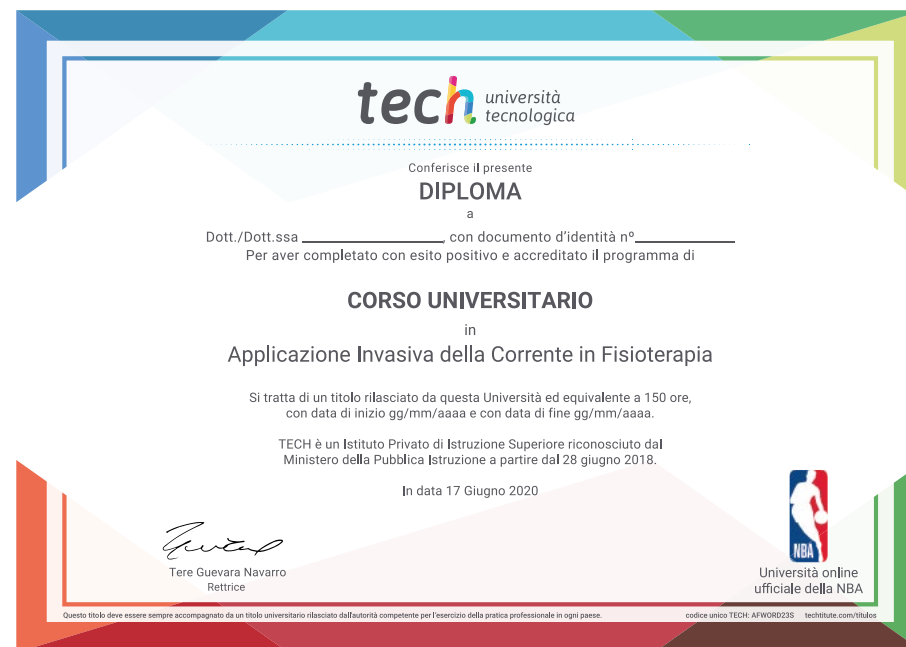 tech università
tecnologica
Conferisce il presente
DIPLOMA
a
Dott./Dott.ssa ____________________, con documento d'identità nº______________
Per aver completato con esito positivo e accreditato il programma di
CORSO UNIVERSITARIO
in
Applicazione Invasiva della Corrente in Fisioterapia
Si tratta di un titolo rilasciato da questa Università ed equivalente a 150 ore,
con data di inizio gg/mm/aaaa e con data di fine gg/mm/aaaa.
TECH è un Istituto Privato di Istruzione Superiore riconosciuto dal
Ministero della Pubblica Istruzione a partire dal 28 giugno 2018.
In data 17 Giugno 2020
Tere Guevara Navarro
Rettrice
NBA
Università online
ufficiale della NBA
Questo titolo deve essere sempre accompagnato da un titolo universitario rilasciato dall'autorità competente per l'esercizio della pratica professionale in ogni paese.
codice unico TECH: AFWORD23S techtitute.com/titulos